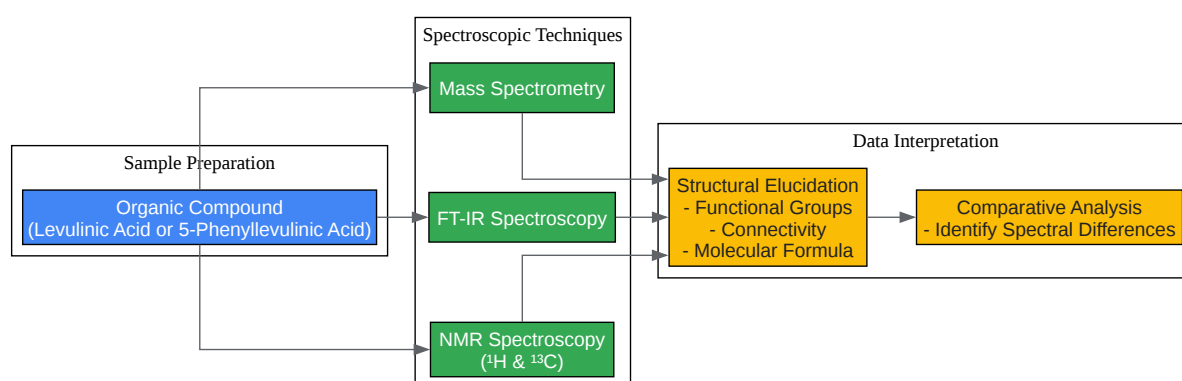 Spectroscopic Techniques
Mass Spectrometry
Sample Preparation
Organic Compound
(Levulinic Acid or 5-Phenyllevulinic Acid)
FT-IR Spectroscopy
NMR Spectroscopy
(¹H & ¹³C)
Data Interpretation
Structural Elucidation
- Functional Groups
- Connectivity
- Molecular Formula
Comparative Analysis
- Identify Spectral Differences